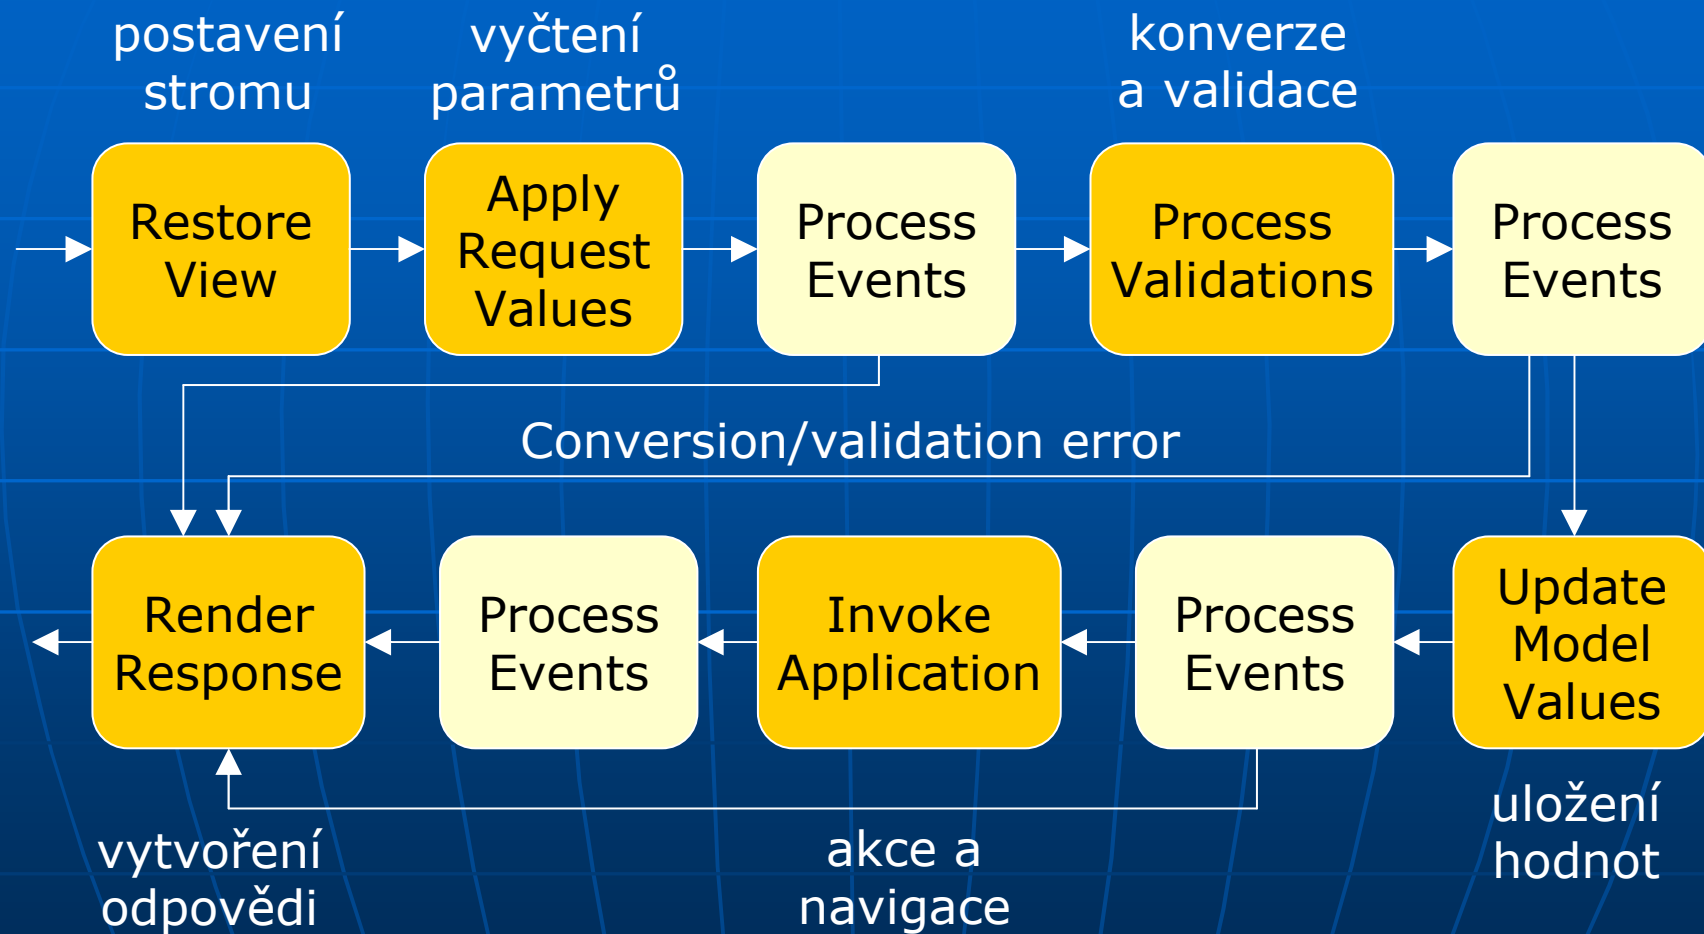 postavení
stromu
vyčtení
parametrů
konverze
a validace
Restore
View
Apply
Request
Values
Process
Events
Process
Validations
Process
Events
Conversion/validation error
Render
Response
Process
Events
Invoke
Application
Process
Events
Update
Model
Values
vytvoření
odpovědi
akce a
navigace
uložení
hodnot